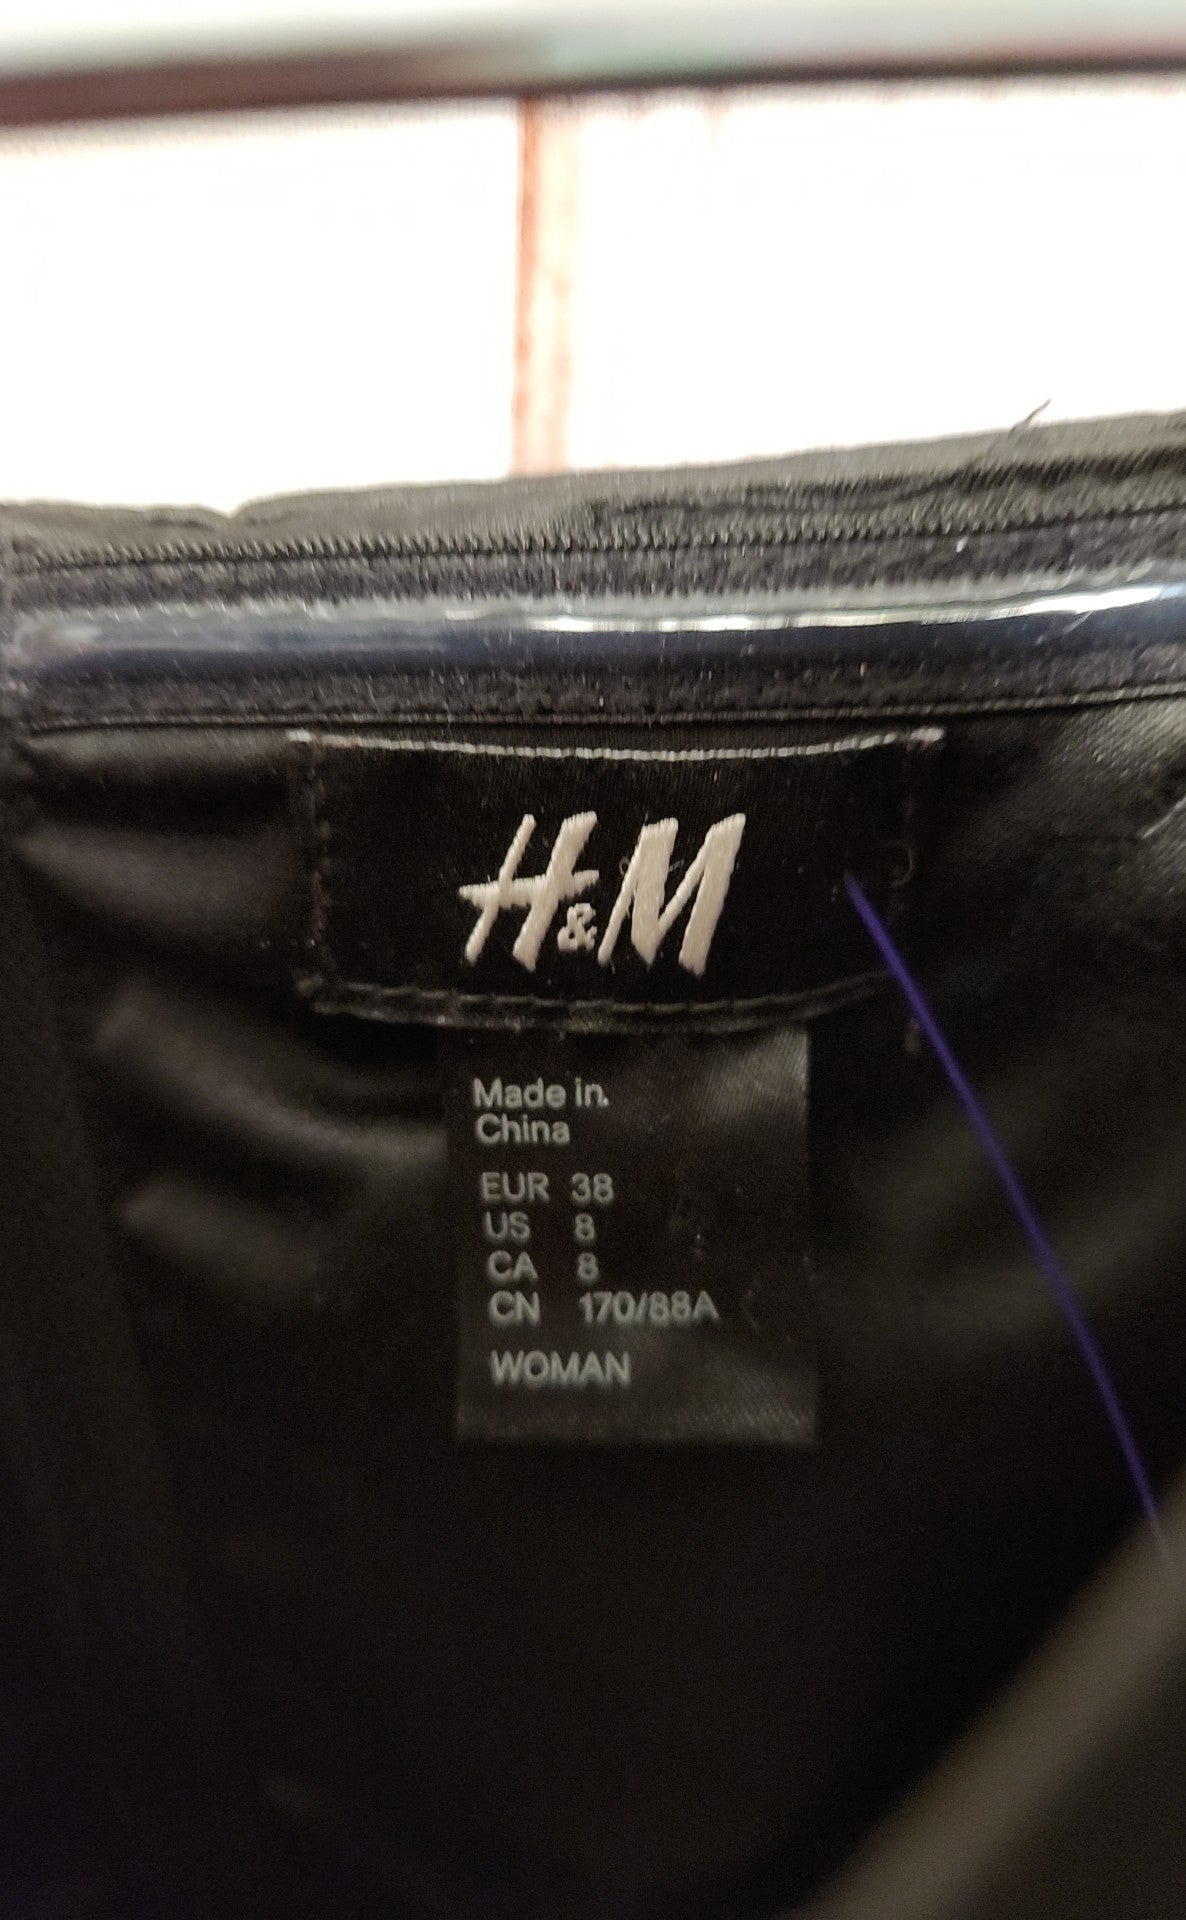 H&M
Made in
China
EUR 38
US 8
CA 8
CN 170/88A
WOMAN